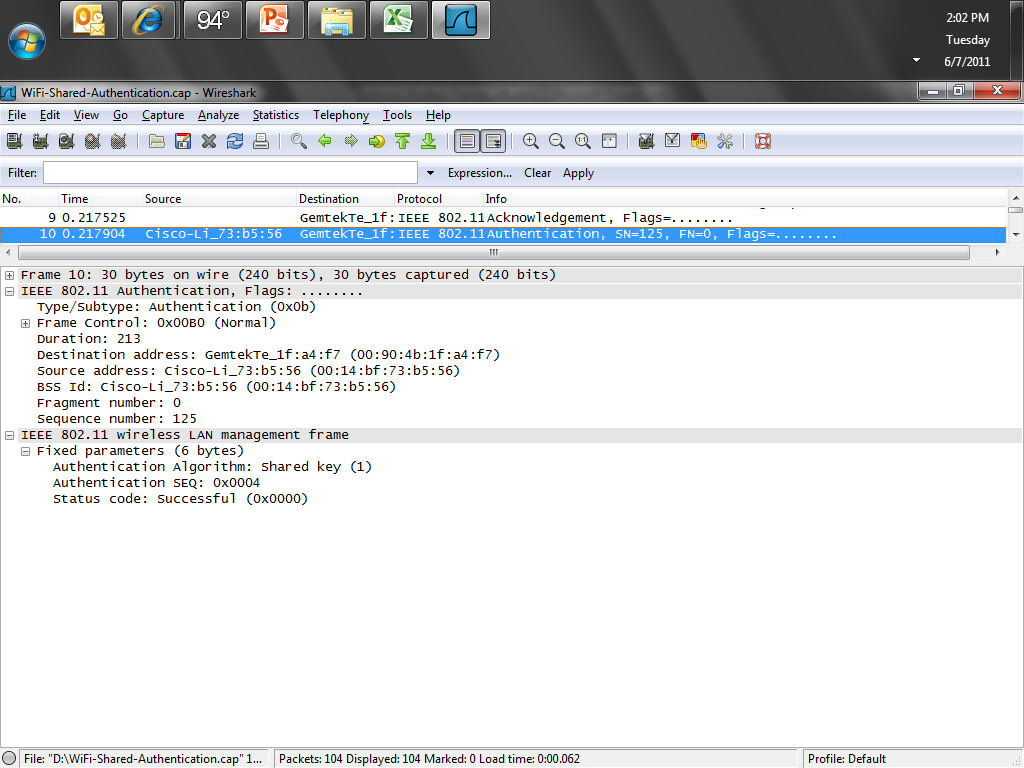 94°
2:02 PM
Tuesday
6/7/2011
WiFi-Shared-Authentication.cap - Wireshark
File Edit View Go Capture Analyze Statistics Telephony Tools Help
Filter: Expression... Clear Apply
No. Time Source Destination Protocol Info
9 0.217525 GemtekTe_1f: IEEE 802.11 Acknowledgement, Flags=........
10 0.217904 Cisco-Li_73:b5:56 GemtekTe_1f: IEEE 802.11 Authentication, SN=125, FN=0, Flags=........
Frame 10: 30 bytes on wire (240 bits), 30 bytes captured (240 bits)
IEEE 802.11 Authentication, Flags: ........
Type/Subtype: Authentication (0x0b)
Frame Control: 0x00B0 (Normal)
Duration: 213
Destination address: GemtekTe_1f:a4:f7 (00:90:4b:1f:a4:f7)
Source address: Cisco-Li_73:b5:56 (00:14:bf:73:b5:56)
BSS Id: Cisco-Li_73:b5:56 (00:14:bf:73:b5:56)
Fragment number: 0
Sequence number: 125
IEEE 802.11 wireless LAN management frame
Fixed parameters (6 bytes)
Authentication Algorithm: Shared key (1)
Authentication SEQ: 0x0004
Status code: Successful (0x0000)
File: "D:\WiFi-Shared-Authentication.cap" 1... Packets: 104 Displayed: 104 Marked: 0 Load time: 0:00.062 Profile: Default